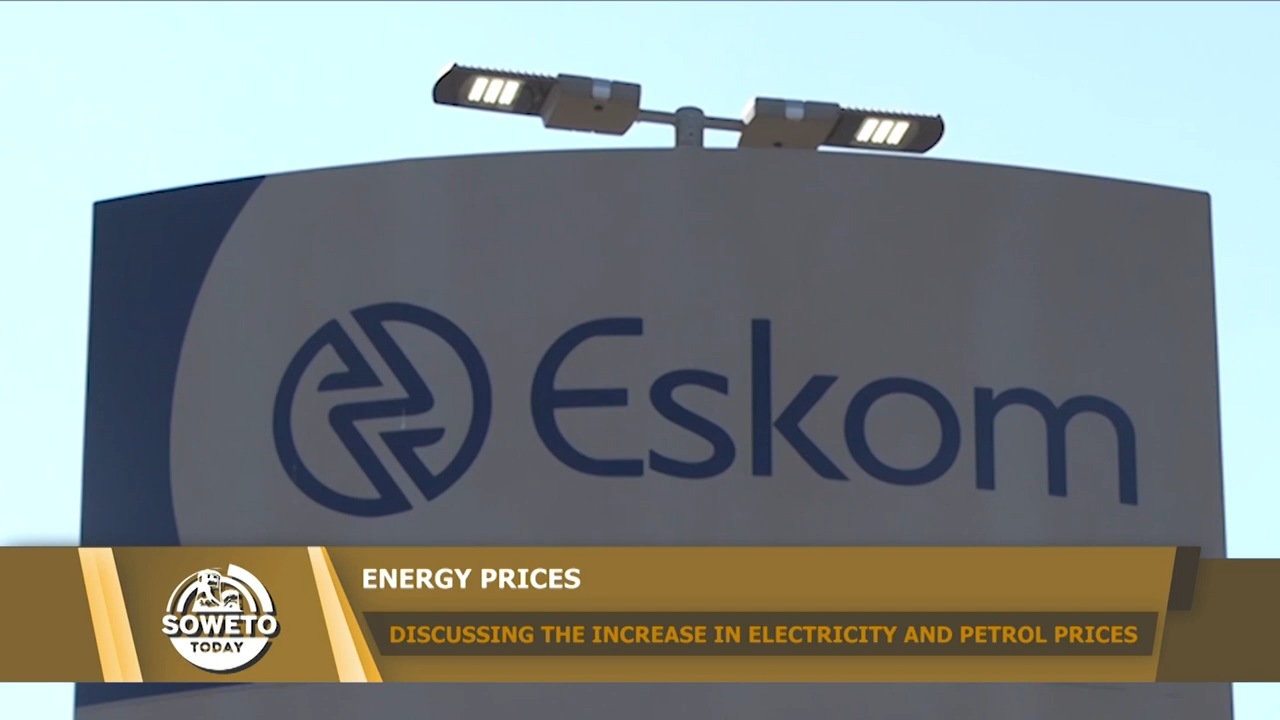 Eskom
ENERGY PRICES
DISCUSSING THE INCREASE IN ELECTRICITY AND PETROL PRICES
SOWETO
TODAY